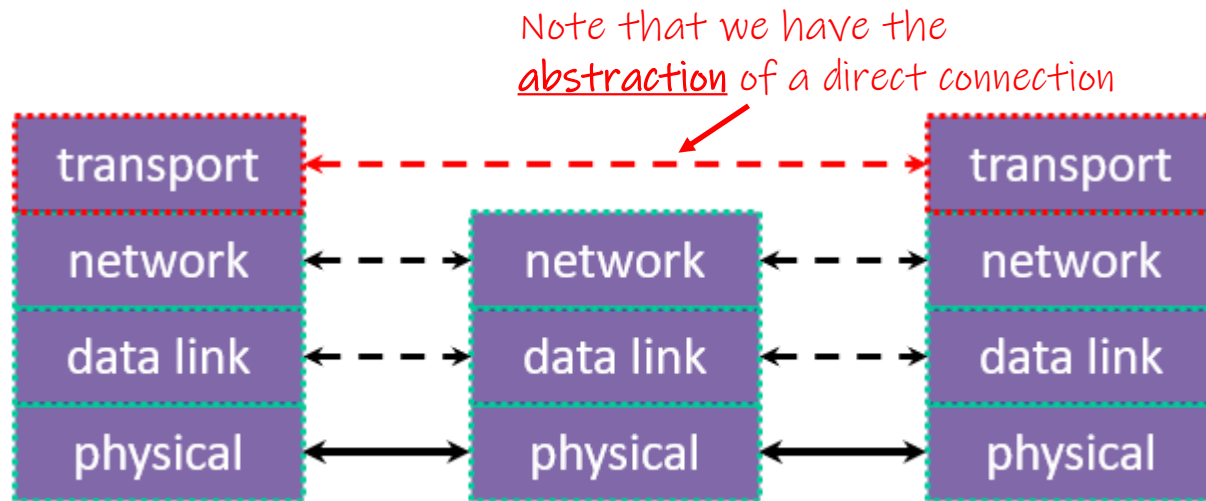 Note that we have the
abstraction of a direct connection
transport transport
network network network
data link data link data link
physical physical physical